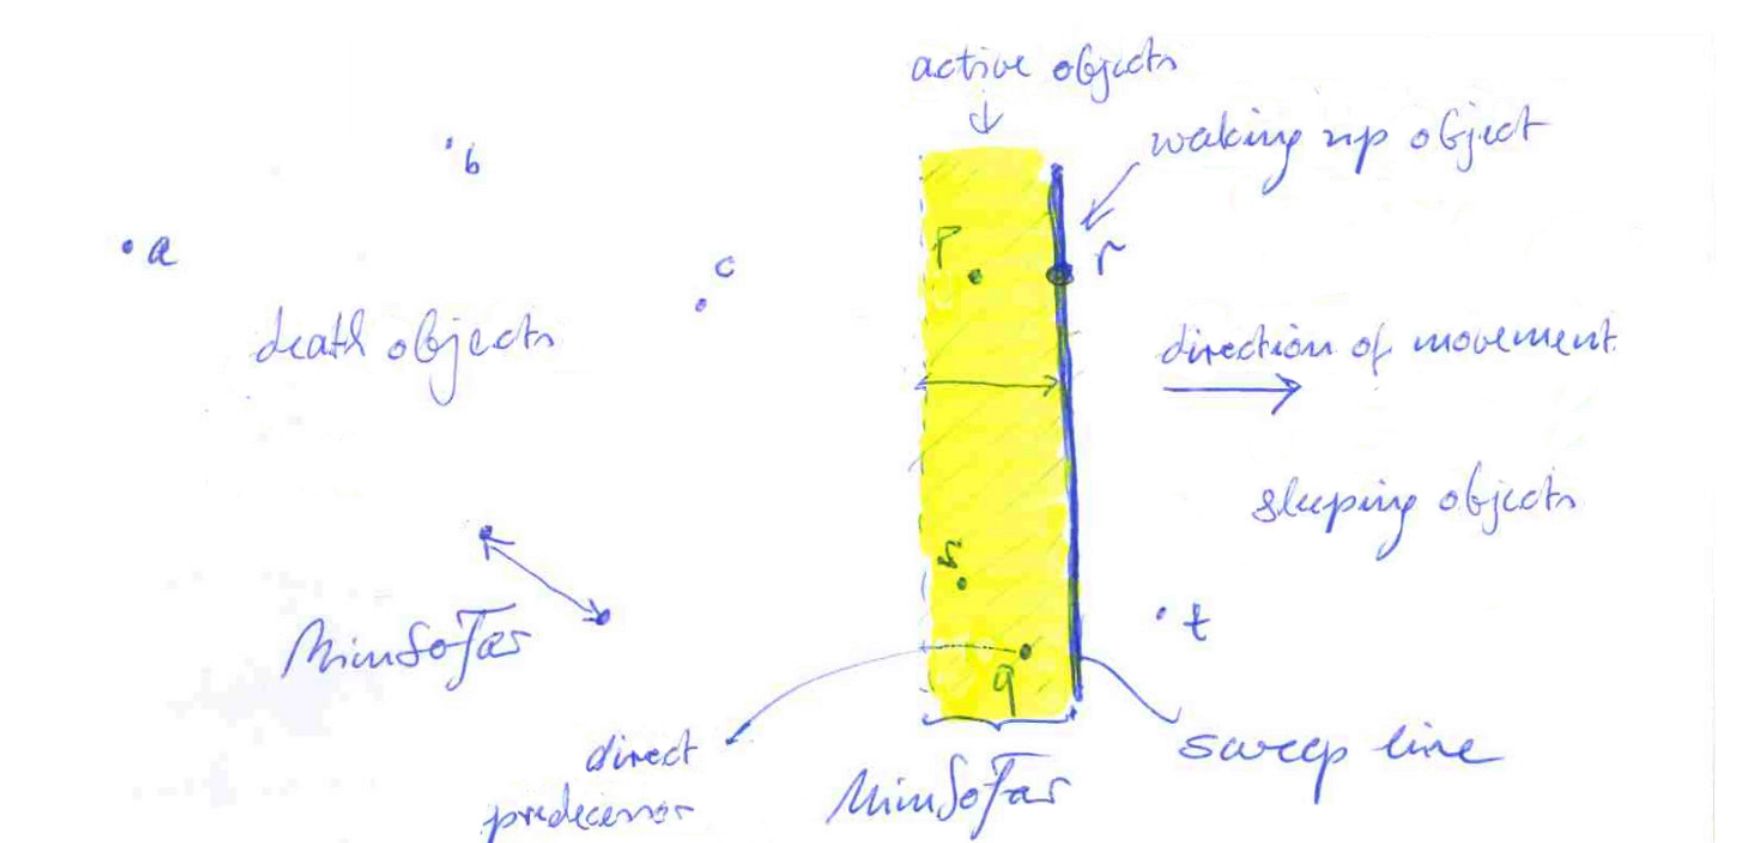 active objects
waking up object
b
a
c
p
r
death objects
direction of movement
sleeping objects
t
MinSoFar
q
direct
predecessor
MinSoFar
sweep line